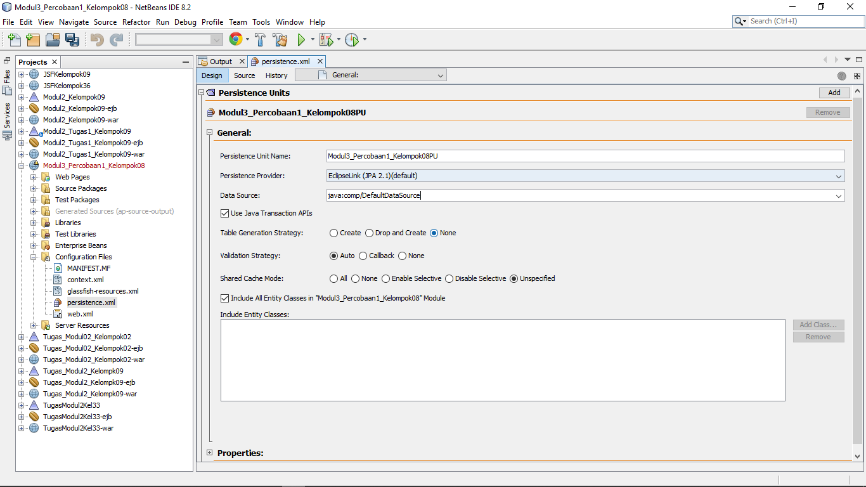 Modul3_Percobaan1_Kelompok08 - NetBeans IDE 8.2
File Edit View Navigate Source Refactor Run Debug Profile Team Tools Window Help
Search (Ctrl+I)
Projects
Output
persistence.xml
Files
Services
Design Source History General:
JSFKelompok09
JSFKelompok36
Modul2_Kelompok09
Modul2_Kelompok09-ejb
Modul2_Kelompok09-war
Modul2_Tugas1_Kelompok09
Modul2_Tugas1_Kelompok09-ejb
Modul2_Tugas1_Kelompok09-war
Modul3_Percobaan1_Kelompok08
Web Pages
Source Packages
Test Packages
Generated Sources (ap-source-output)
Libraries
Test Libraries
Enterprise Beans
Configuration Files
MANIFEST.MF
context.xml
glassfish-resources.xml
persistence.xml
web.xml
Server Resources
Tugas_Modul02_Kelompok02
Tugas_Modul02_Kelompok02-ejb
Tugas_Modul02_Kelompok02-war
Tugas_Modul2_Kelompk09
Tugas_Modul2_Kelompk09-ejb
Tugas_Modul2_Kelompk09-war
TugasModul2Kel33
TugasModul2Kel33-ejb
TugasModul2Kel33-war
Persistence Units Add
Modul3_Percobaan1_Kelompok08PU Remove
General:
Persistence Unit Name: Modul3_Percobaan1_Kelompok08PU
Persistence Provider: EclipseLink (JPA 2.1)(default)
Data Source: java:comp/DefaultDataSource
Use Java Transaction APIs
Table Generation Strategy: Create Drop and Create None
Validation Strategy: Auto Callback None
Shared Cache Mode: All None Enable Selective Disable Selective Unspecified
Include All Entity Classes in "Modul3_Percobaan1_Kelompok08" Module
Include Entity Classes:
Add Class...
Remove
Properties: